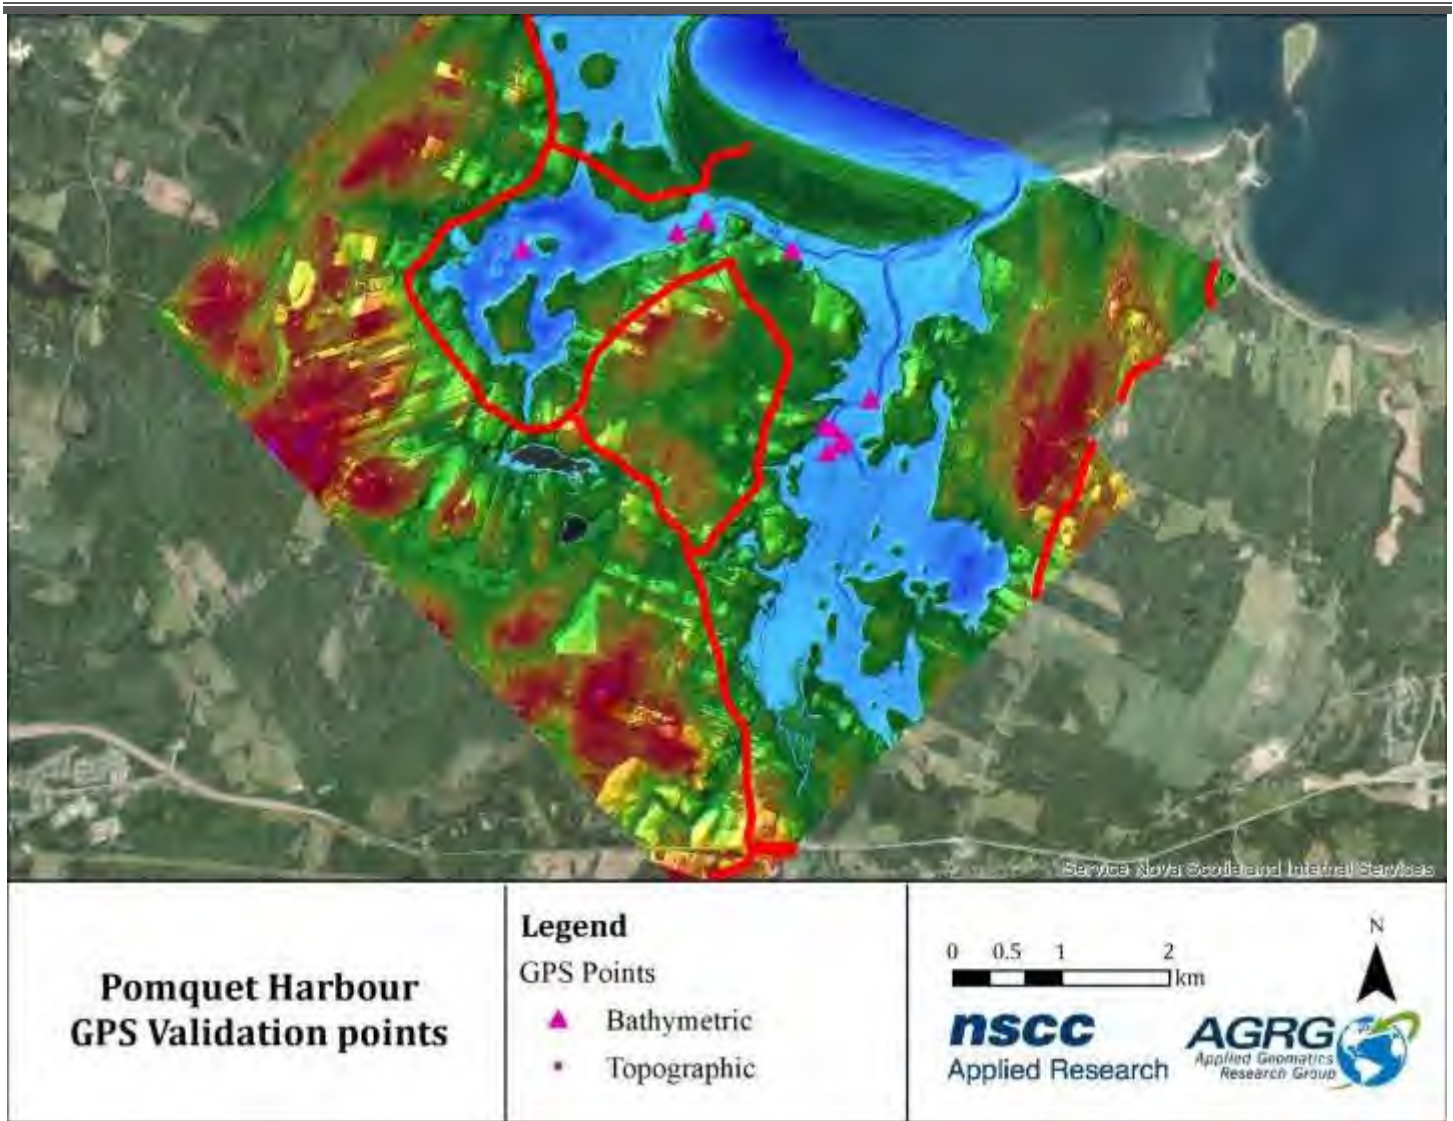 Service Nova Scotia and Internal Services
Pomquet Harbour
GPS Validation points
Legend
GPS Points
Bathymetric
Topographic
0 0.5 1 2
km
N
nscc
Applied Research
AGRG
Applied Geomatics
Research Group